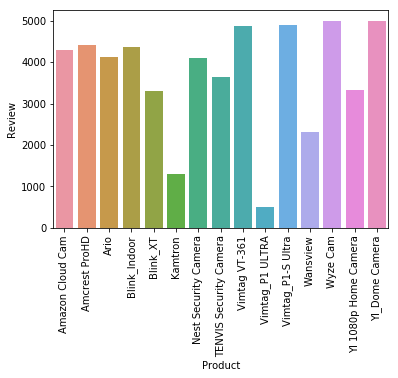 5000
4000
3000
2000
1000
0
Review
Amazon Cloud Cam
Amcrest ProHD
Ario
Blink_Indoor
Blink_XT
Kamtron
Nest Security Camera
TENVIS Security Camera
Vimtag VT-361
Vimtag_P1 ULTRA
Vimtag_P1-S Ultra
Wansview
Wyze Cam
YI 1080p Home Camera
YI_Dome Camera
Product